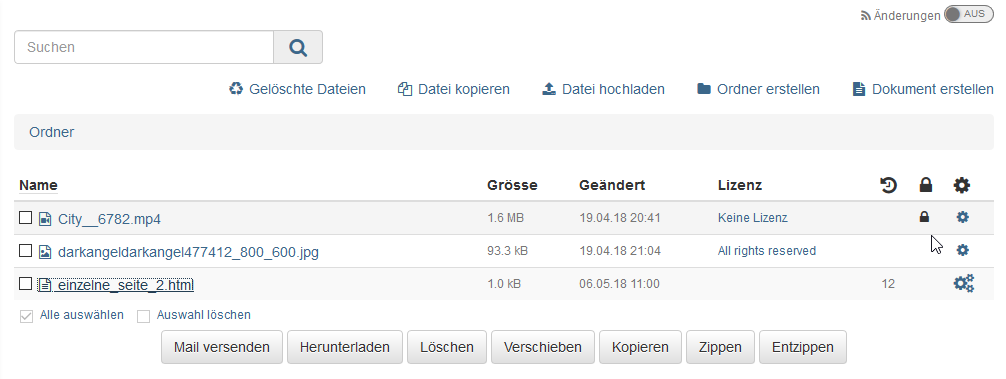 Änderungen AUS
Suchen
Gelöschte Dateien Datei kopieren Datei hochladen Ordner erstellen Dokument erstellen
Ordner
Name Grösse Geändert Lizenz
City__6782.mp4 1.6 MB 19.04.18 20:41 Keine Lizenz
darkangeldarkangel477412_800_600.jpg 93.3 kB 19.04.18 21:04 All rights reserved
einzelne_seite_2.html 1.0 kB 06.05.18 11:00 12
Alle auswählen Auswahl löschen
Mail versenden Herunterladen Löschen Verschieben Kopieren Zippen Entzippen